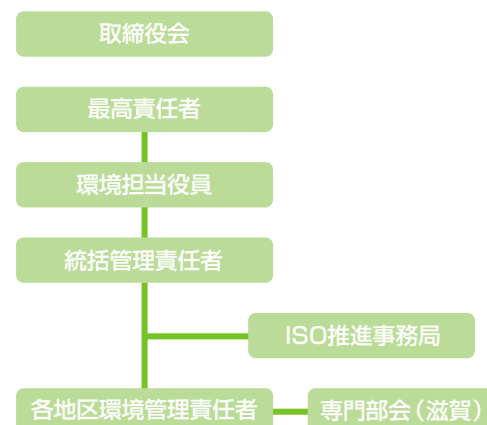 取締役会
最高責任者
環境担当役員
統括管理責任者
ISO推進事務局
各地区環境管理責任者
専門部会(滋賀)